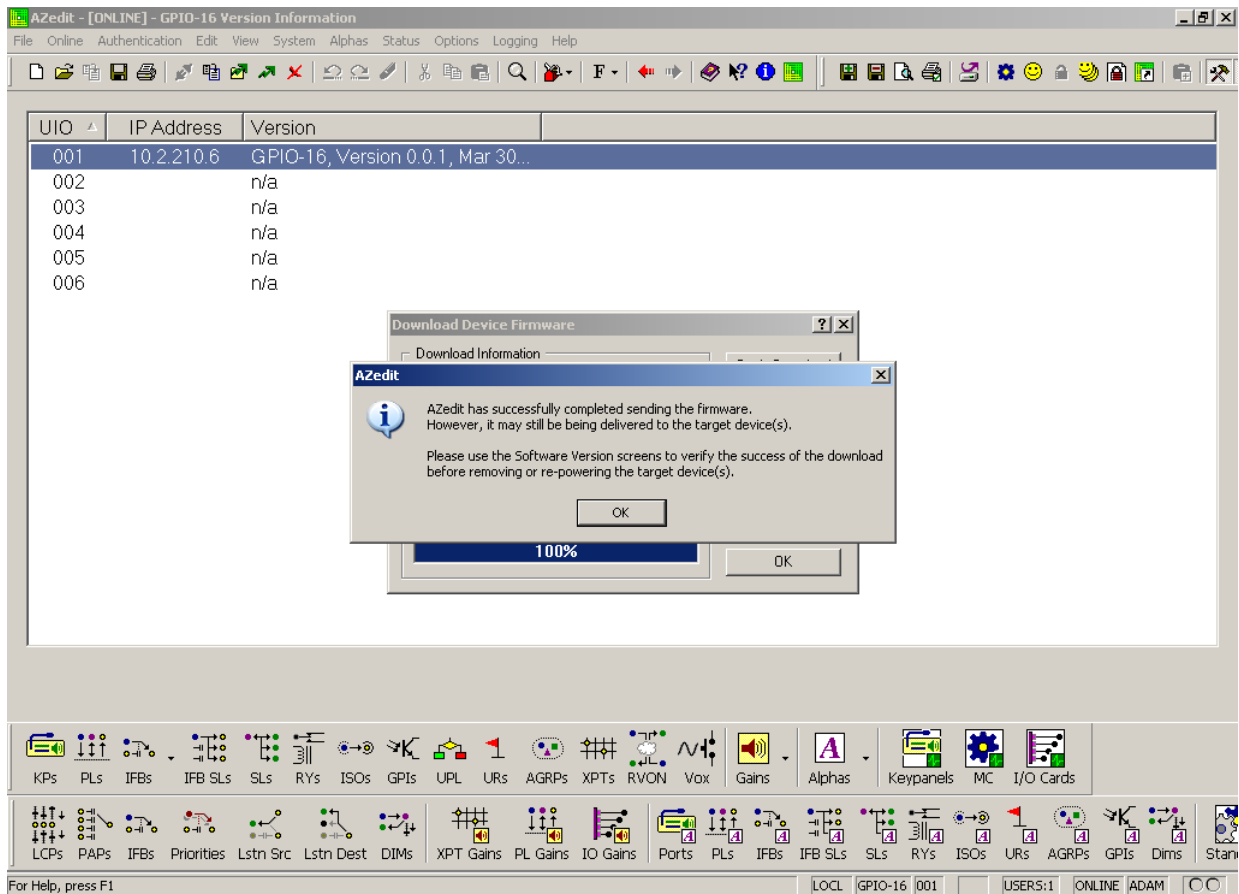 AZedit - [ONLINE] - GPIO-16 Version Information
File Online Authentication Edit View System Alphas Status Options Logging Help
F
UIO IP Address Version
001 10.2.210.6 GPIO-16, Version 0.0.1, Mar 30...
002 n/a
003 n/a
004 n/a
005 n/a
006 n/a
Download Device Firmware
Download Information
AZedit
AZedit has successfully completed sending the firmware.
However, it may still be being delivered to the target device(s).
Please use the Software Version screens to verify the success of the download
before removing or re-powering the target device(s).
OK
100%
OK
KPs PLs IFBs IFB SLs SLs RYs ISOs GPIs UPL URs AGRPs XPTs RVON Vox Gains Alphas Keypanels MC I/O Cards
LCPs PAPs IFBs Priorities Lstn Src Lstn Dest DIMs XPT Gains PL Gains IO Gains Ports PLs IFBs IFB SLs SLs RYs ISOs URs AGRPs GPIs Dims Stan
For Help, press F1 LOCL GPIO-16 001 USERS:1 ONLINE ADAM